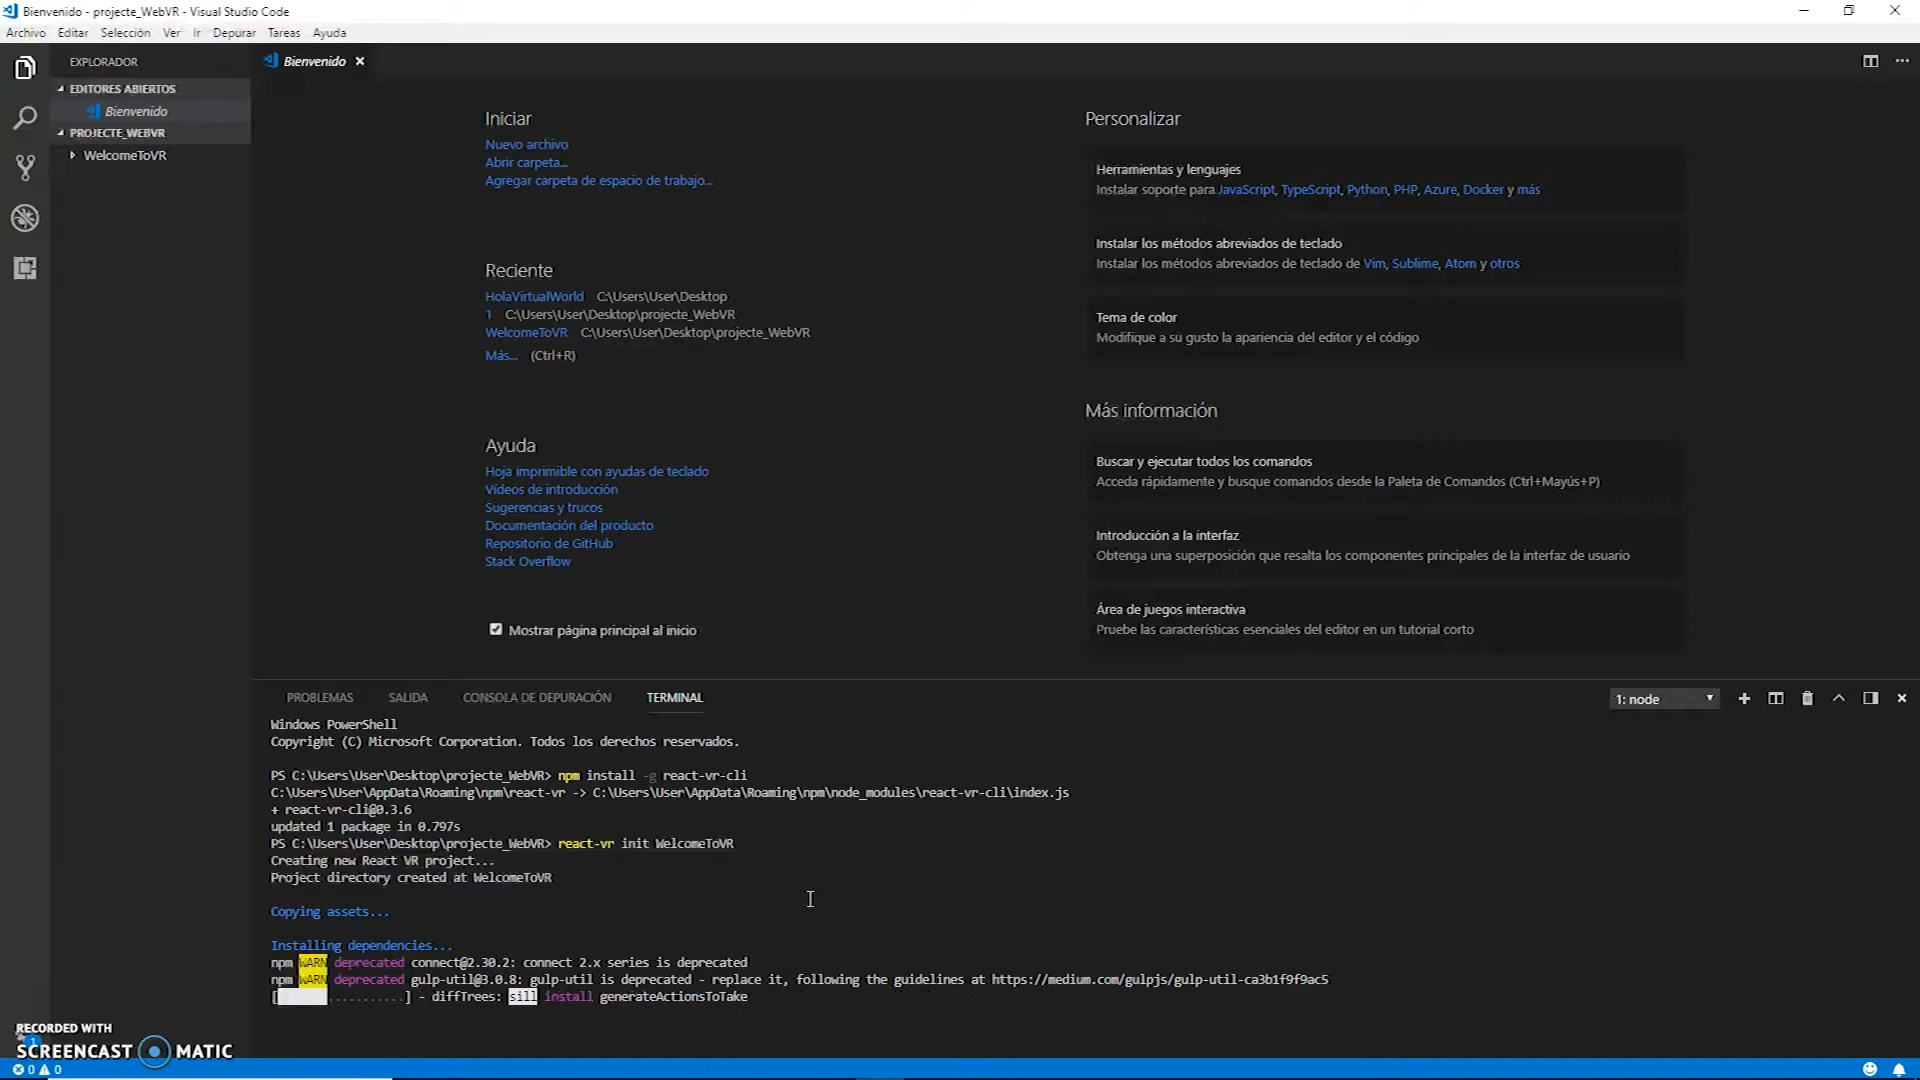 Bienvenido - projecte_WebVR - Visual Studio Code
Archivo Editar Selección Ver Ir Depurar Tareas Ayuda
EXPLORADOR
EDITORES ABIERTOS
Bienvenido
PROJECTE_WEBVR
WelcomeToVR
Bienvenido
Iniciar
Nuevo archivo
Abrir carpeta...
Agregar carpeta de espacio de trabajo...
Reciente
HolaVirtualWorld C:\Users\User\Desktop
1 C:\Users\User\Desktop\projecte_WebVR
WelcomeToVR C:\Users\User\Desktop\projecte_WebVR
Más... (Ctrl+R)
Ayuda
Hoja imprimible con ayudas de teclado
Vídeos de introducción
Sugerencias y trucos
Documentación del producto
Repositorio de GitHub
Stack Overflow
Mostrar página principal al inicio
Personalizar
Herramientas y lenguajes
Instalar soporte para JavaScript, TypeScript, Python, PHP, Azure, Docker y más
Instalar los métodos abreviados de teclado
Instalar los métodos abreviados de teclado de Vim, Sublime, Atom y otros
Tema de color
Modifique a su gusto la apariencia del editor y el código
Más información
Buscar y ejecutar todos los comandos
Acceda rápidamente y busque comandos desde la Paleta de Comandos (Ctrl+Mayús+P)
Introducción a la interfaz
Obtenga una superposición que resalta los componentes principales de la interfaz de usuario
Área de juegos interactiva
Pruebe las características esenciales del editor en un tutorial corto
PROBLEMAS SALIDA CONSOLA DE DEPURACIÓN TERMINAL
1: node
Windows PowerShell
Copyright (C) Microsoft Corporation. Todos los derechos reservados.
PS C:\Users\User\Desktop\projecte_WebVR> npm install -g react-vr-cli
C:\Users\User\AppData\Roaming\npm\react-vr -> C:\Users\User\AppData\Roaming\npm\node_modules\react-vr-cli\index.js
+ react-vr-cli@0.3.6
updated 1 package in 0.797s
PS C:\Users\User\Desktop\projecte_WebVR> react-vr init WelcomeToVR
Creating new React VR project...
Project directory created at WelcomeToVR
Copying assets...
Installing dependencies...
npm WARN deprecated connect@2.30.2: connect 2.x series is deprecated
npm WARN deprecated gulp-util@3.0.8: gulp-util is deprecated - replace it, following the guidelines at https://medium.com/gulpjs/gulp-util-ca3b1f9f9ac5
[ ...........] - diffTrees: sill install generateActionsToTake
RECORDED WITH
1
SCREENCAST MATIC
0 0